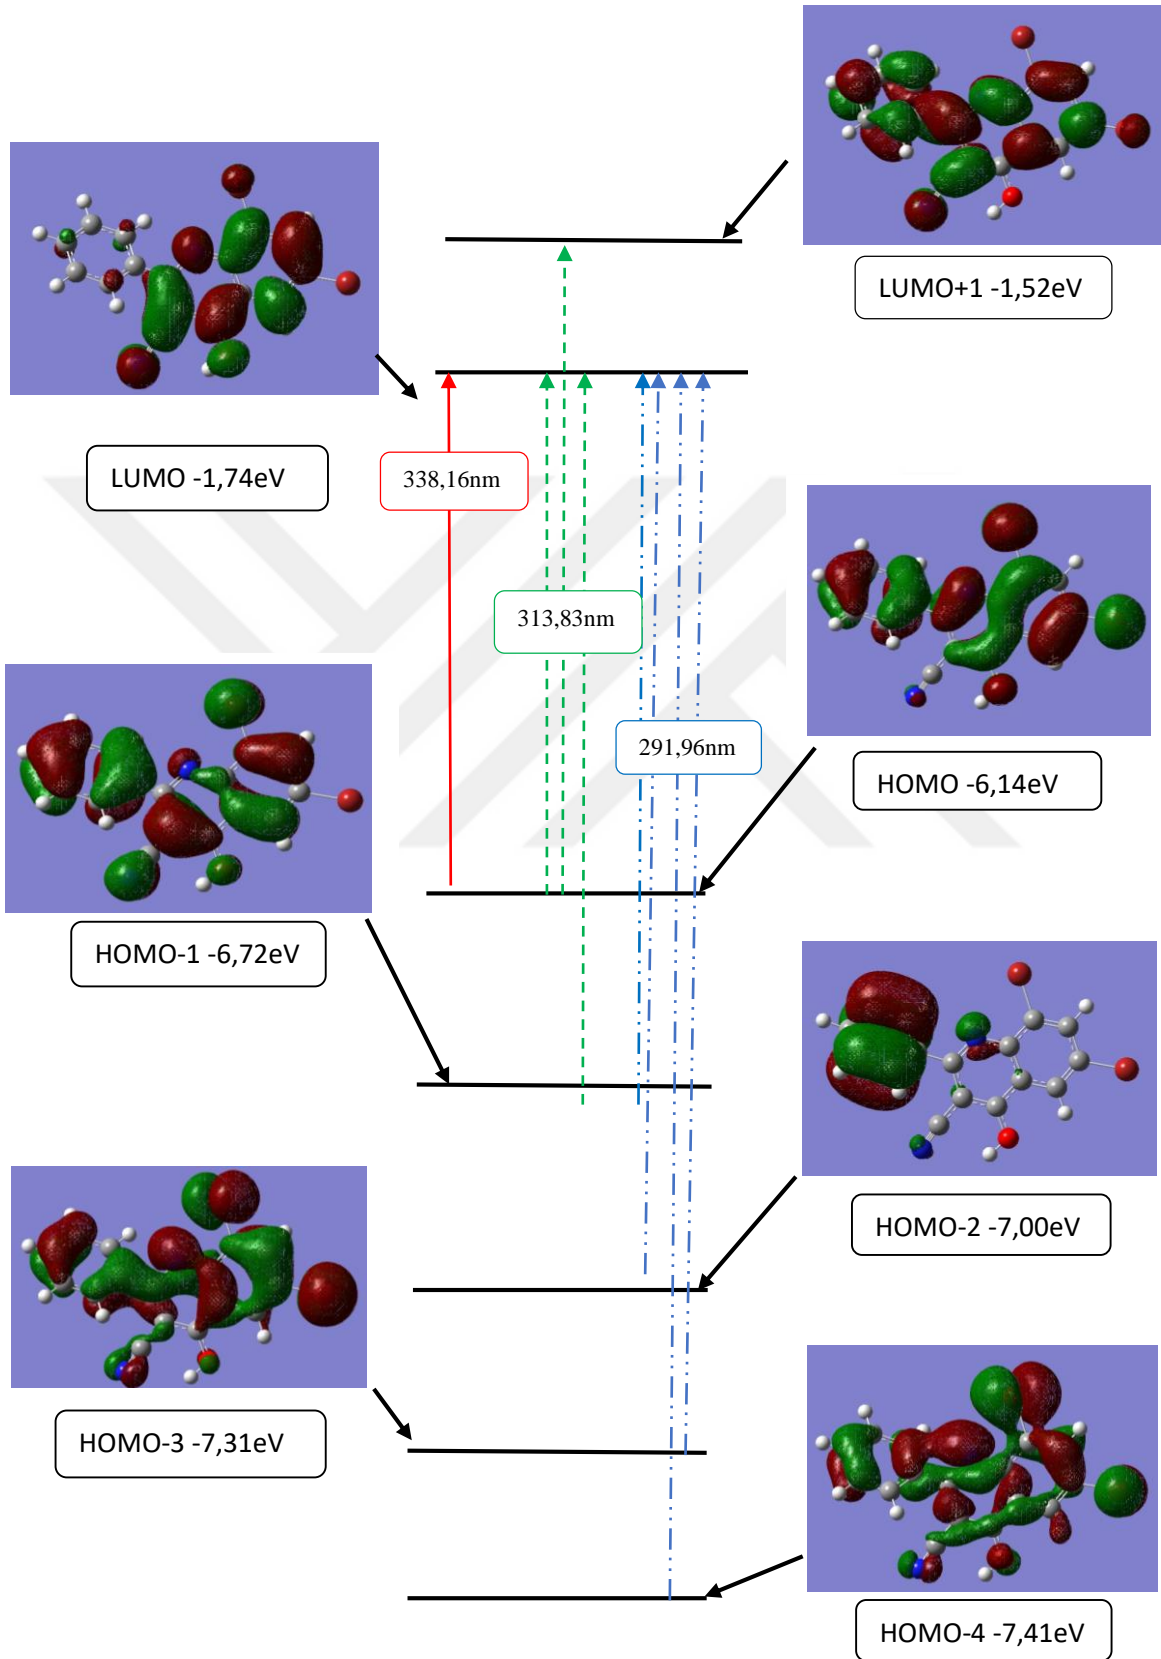 LUMO+1 -1,52eV
LUMO -1,74eV
338,16nm
313,83nm
291,96nm
HOMO -6,14eV
HOMO-1 -6,72eV
HOMO-2 -7,00eV
HOMO-3 -7,31eV
HOMO-4 -7,41eV